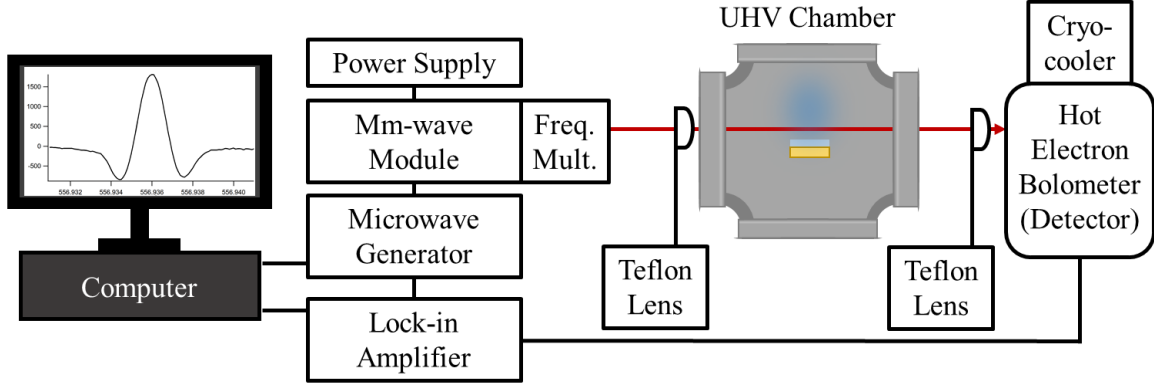 UHV Chamber
Cryo-
cooler
Power Supply
Mm-wave
Module
Freq.
Mult.
Hot
Electron
Bolometer
(Detector)
1500
1000
500
0
-500
556.932
556.934
556.936
556.938
556.940
Microwave
Generator
Teflon
Lens
Teflon
Lens
Computer
Lock-in
Amplifier